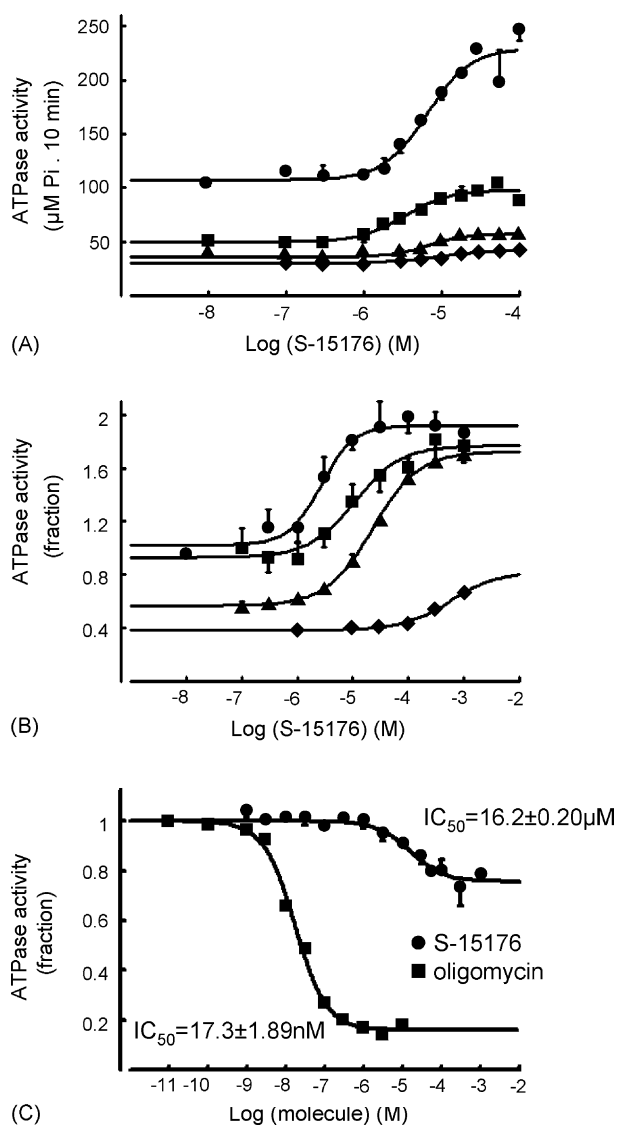 250
200
150
100
50
ATPase activity
(µM Pi . 10 min)
-8 -7 -6 -5 -4
(A)
Log (S-15176) (M)
2
1.6
1.2
0.8
0.4
ATPase activity
(fraction)
-8 -7 -6 -5 -4 -3 -2
(B)
Log (S-15176) (M)
1
0.8
0.6
0.4
0.2
ATPase activity
(fraction)
IC50=16.2±0.20µM
S-15176
oligomycin
IC50=17.3±1.89nM
-11 -10 -9 -8 -7 -6 -5 -4 -3 -2
(C)
Log (molecule) (M)